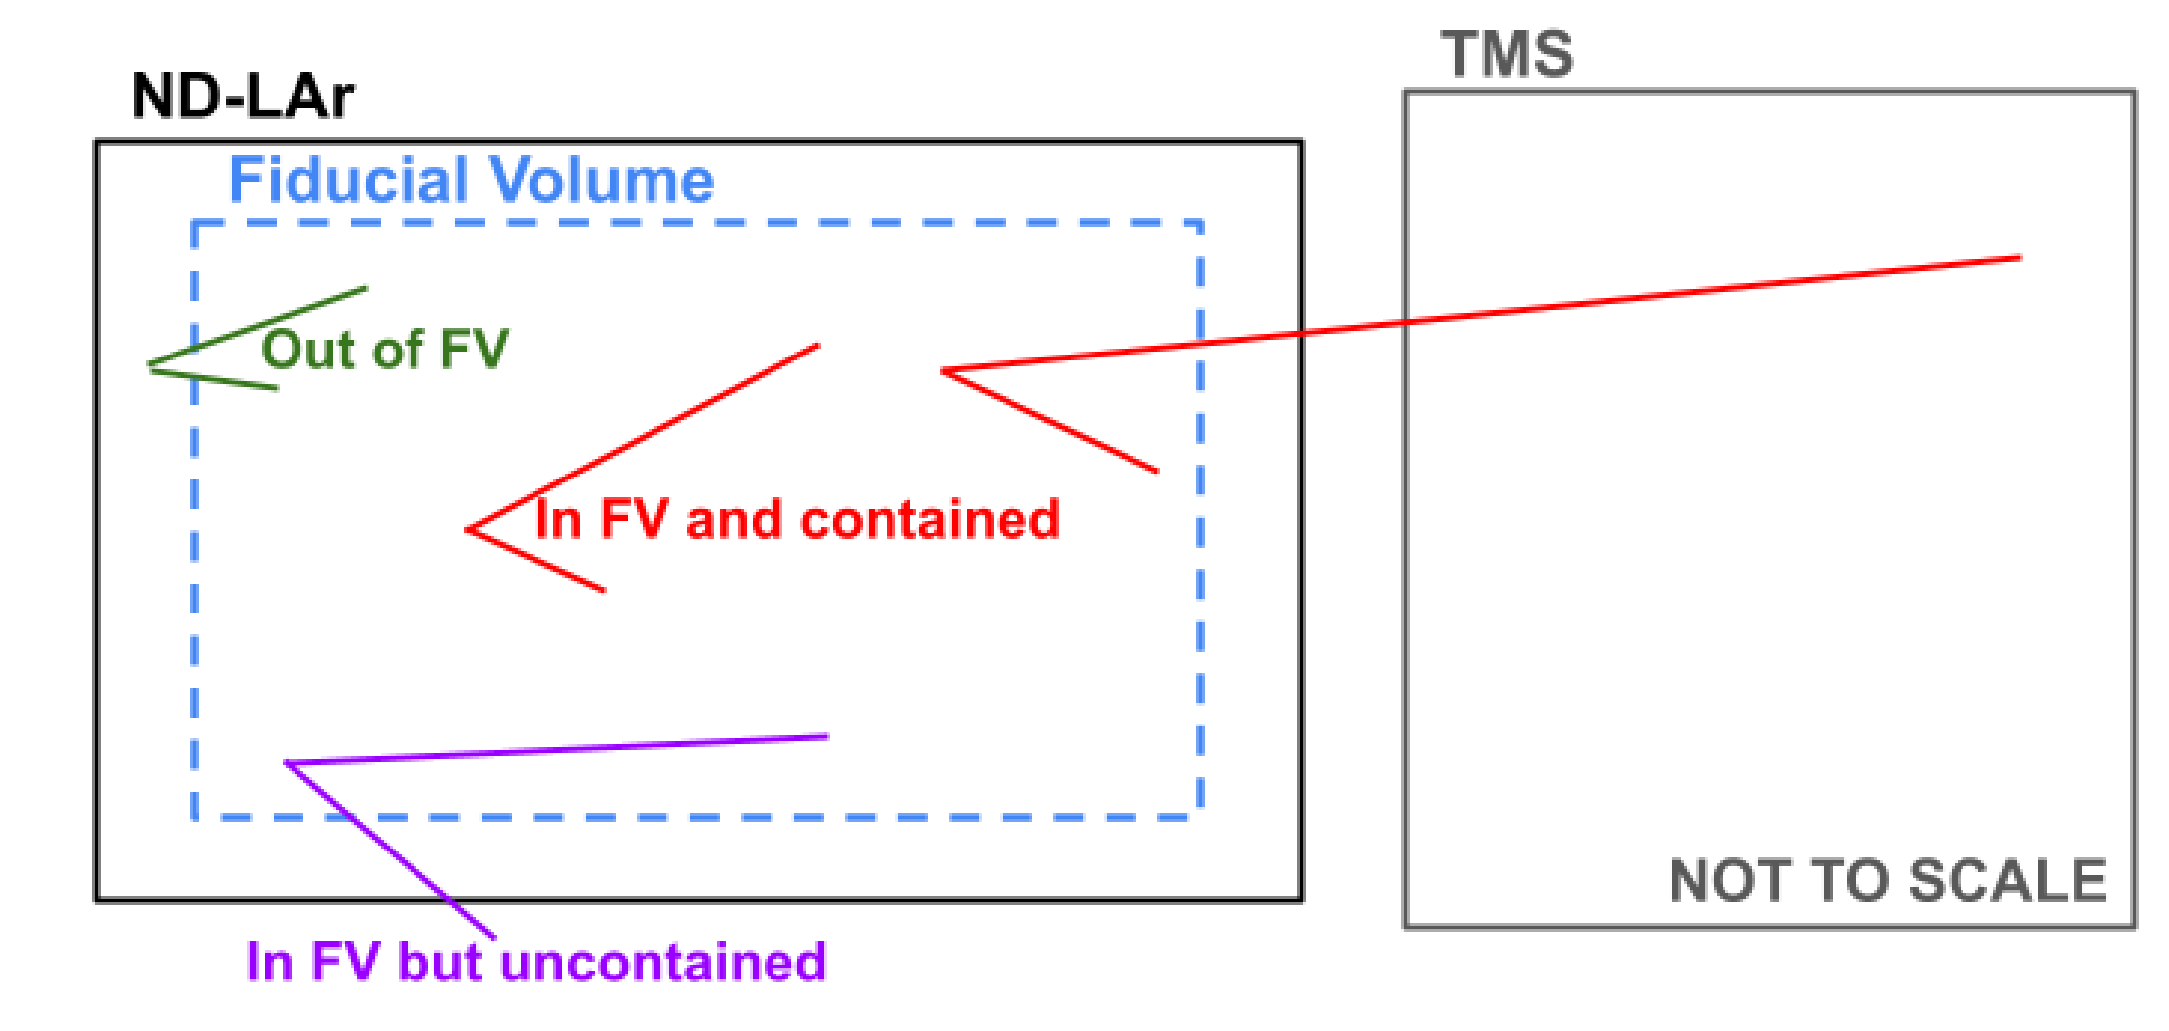 TMS
ND-LAr
Fiducial Volume
Out of FV
In FV and contained
NOT TO SCALE
In FV but uncontained